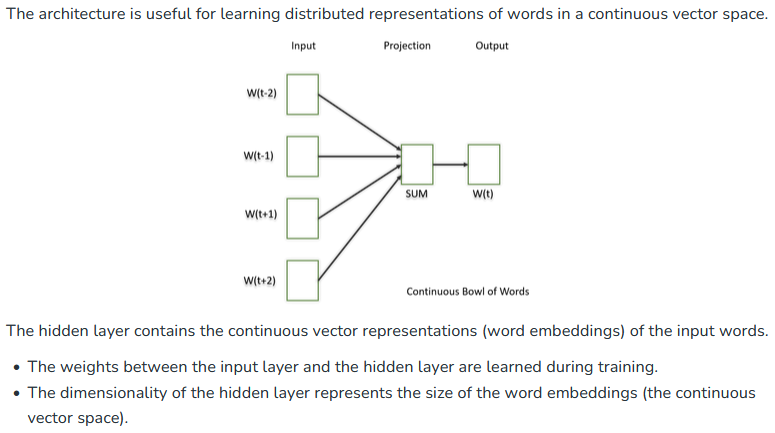 The architecture is useful for learning distributed representations of words in a continuous vector space.
Input Projection Output
W(t-2)
W(t-1)
SUM W(t)
W(t+1)
W(t+2)
Continuous Bowl of Words
The hidden layer contains the continuous vector representations (word embeddings) of the input words.
• The weights between the input layer and the hidden layer are learned during training.
• The dimensionality of the hidden layer represents the size of the word embeddings (the continuous
vector space).